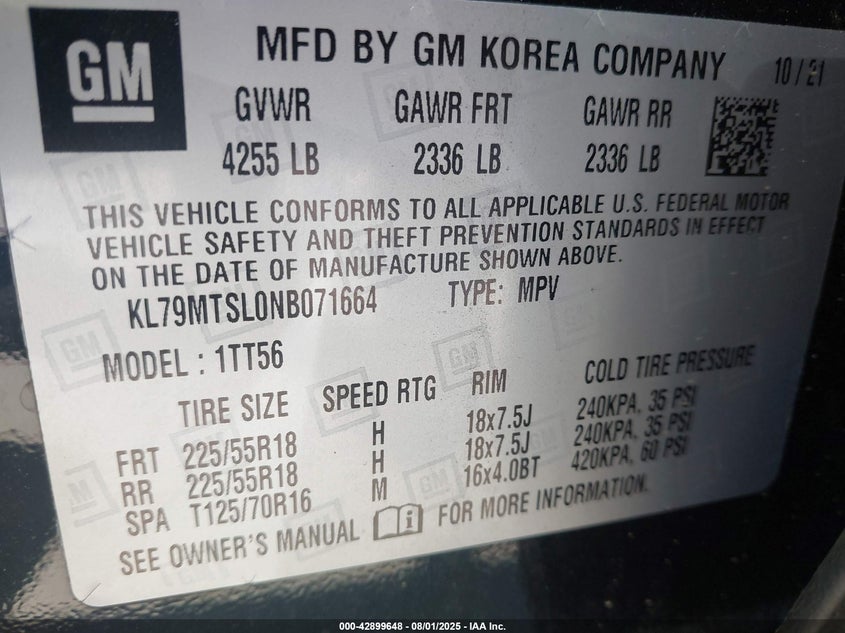 GM
MFD BY GM KOREA COMPANY 10/21
GVWR GAWR FRT GAWR RR
4255 LB 2336 LB 2336 LB
THIS VEHICLE CONFORMS TO ALL APPLICABLE U.S. FEDERAL MOTOR
VEHICLE SAFETY AND THEFT PREVENTION STANDARDS IN EFFECT
ON THE DATE OF MANUFACTURE SHOWN ABOVE.
KL79MTSL0NB071664 TYPE: MPV
MODEL : 1TT56
TIRE SIZE SPEED RTG RIM COLD TIRE PRESSURE
FRT 225/55R18 H 18x7.5J 240KPA, 35 PSI
RR 225/55R18 H 18x7.5J 240KPA, 35 PSI
SPA T125/70R16 M 16x4.0BT 420KPA, 60 PSI
SEE OWNER'S MANUAL i FOR MORE INFORMATION.
000-42899648 - 08/01/2025 - IAA Inc.